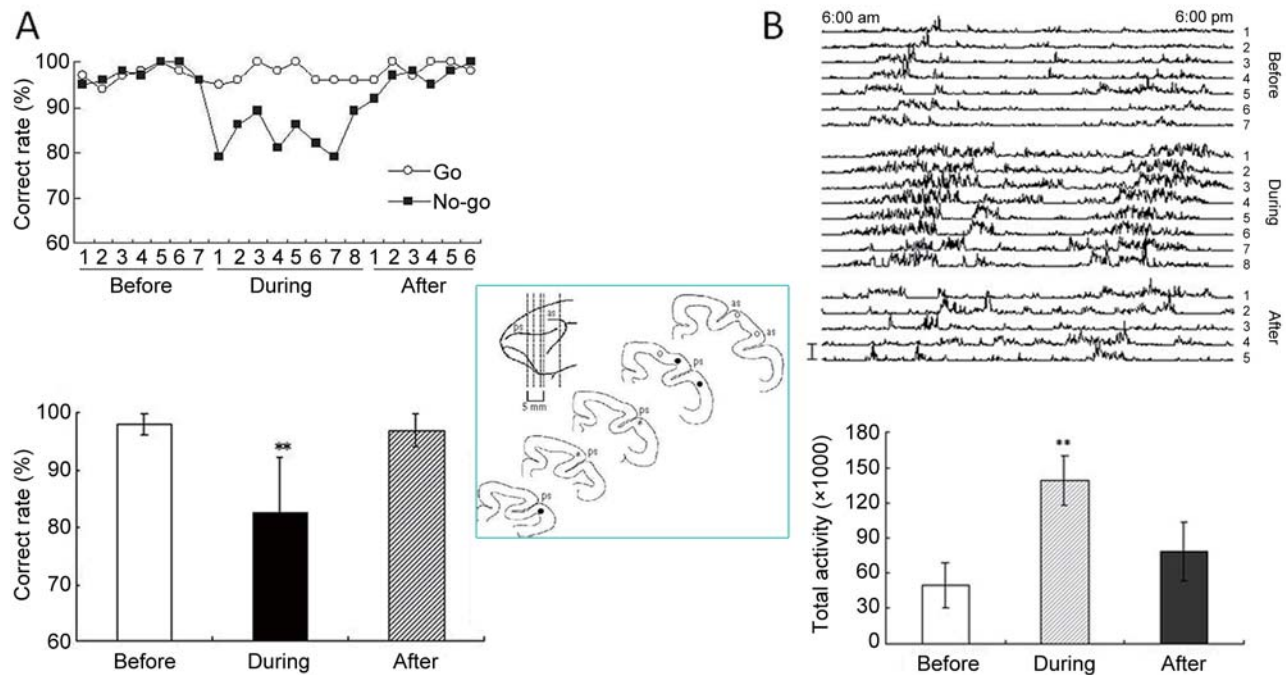 A
Correct rate (%)
100
90
80
70
60
Go
No-go
1 2 3 4 5 6 7 1 2 3 4 5 6 7 8 1 2 3 4 5 6
Before During After
Correct rate (%)
100
90
80
70
60
**
Before During After
ps as
5 mm
as
ps
ps
ps
ps
B
6:00 am 6:00 pm
1
2
3
4
5
6
7
Before
1
2
3
4
5
6
7
8
During
1
2
3
4
5
After
Total activity (×1000)
180
150
120
90
60
30
0
**
Before During After